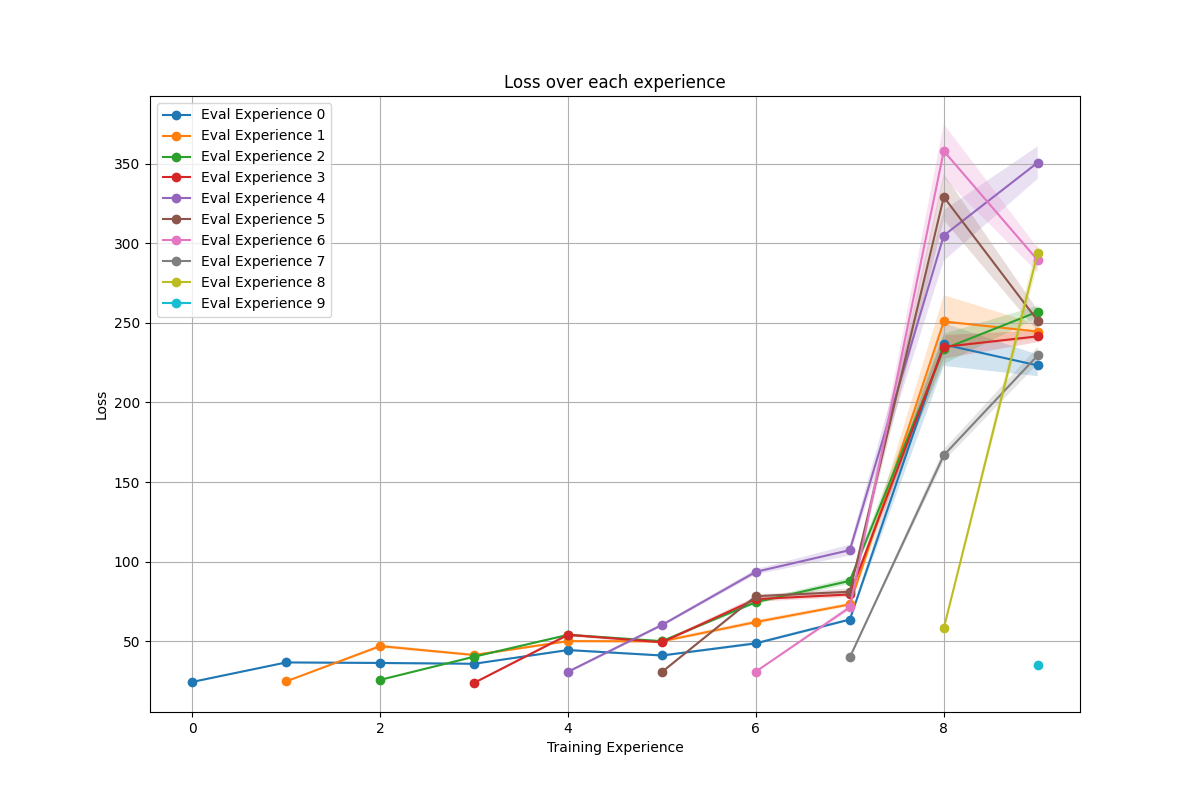 Loss over each experience
Eval Experience 0
Eval Experience 1
Eval Experience 2
Eval Experience 3
Eval Experience 4
Eval Experience 5
Eval Experience 6
Eval Experience 7
Eval Experience 8
Eval Experience 9
350
300
250
200
150
100
50
Loss
0 2 4 6 8
Training Experience